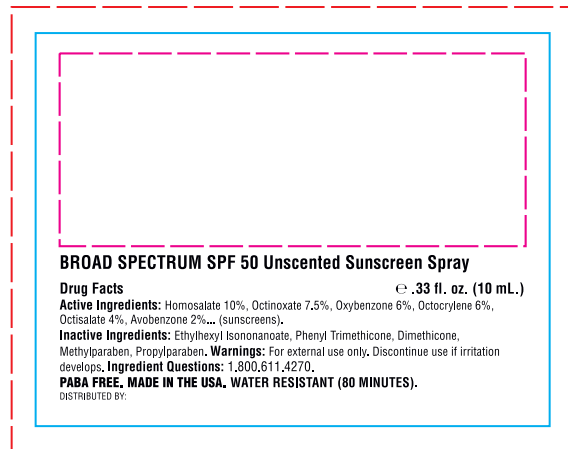 BROAD SPECTRUM SPF 50 Unscented Sunscreen Spray
Drug Facts ℮ .33 fl. oz. (10 mL.)
Active Ingredients: Homosalate 10%, Octinoxate 7.5%, Oxybenzone 6%, Octocrylene 6%,
Octisalate 4%, Avobenzone 2%... (sunscreens).
Inactive Ingredients: Ethylhexyl Isononanoate, Phenyl Trimethicone, Dimethicone,
Methylparaben, Propylparaben. Warnings: For external use only. Discontinue use if irritation
develops. Ingredient Questions: 1.800.611.4270.
PABA FREE. MADE IN THE USA. WATER RESISTANT (80 MINUTES).
DISTRIBUTED BY: